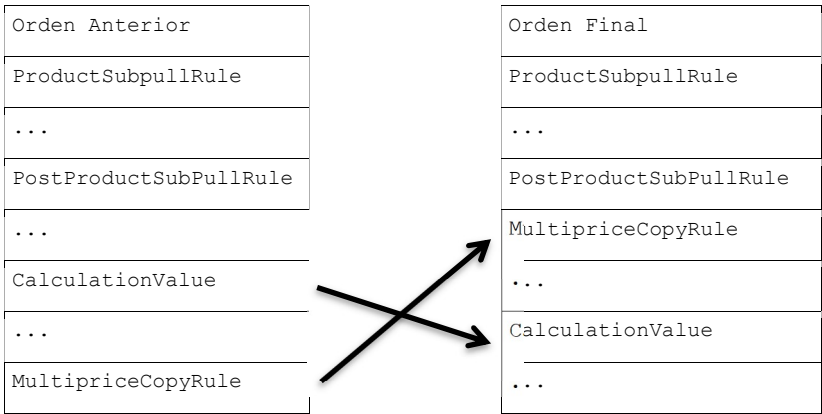 Orden Anterior
ProductSubpullRule
...
PostProductSubPullRule
...
CalculationValue
...
MultipriceCopyRule
Orden Final
ProductSubpullRule
...
PostProductSubPullRule
MultipriceCopyRule
...
CalculationValue
...